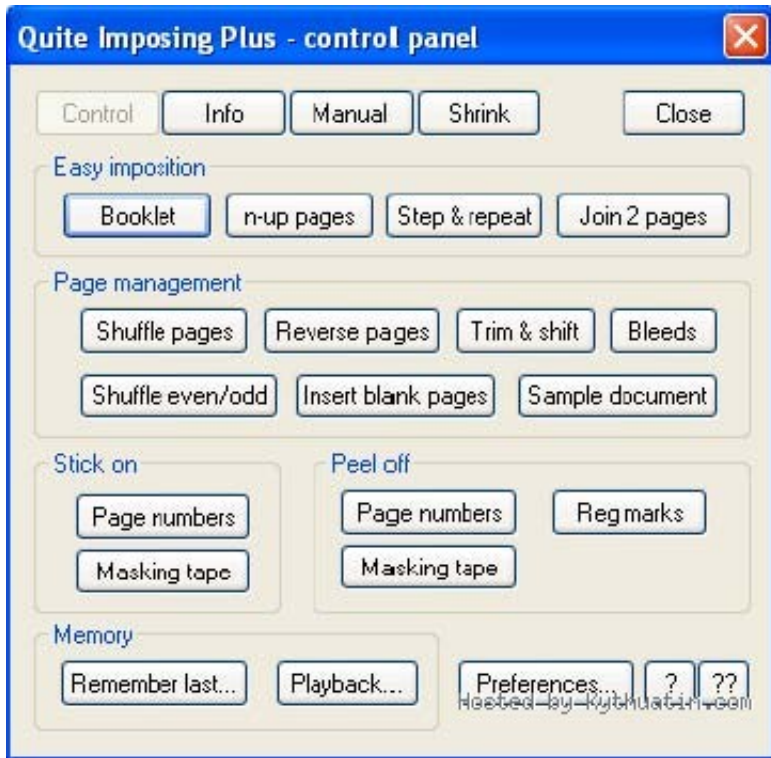 Quite Imposing Plus - control panel
Control Info Manual Shrink Close
Easy imposition
Booklet n-up pages Step & repeat Join 2 pages
Page management
Shuffle pages Reverse pages Trim & shift Bleeds
Shuffle even/odd Insert blank pages Sample document
Stick on
Page numbers
Masking tape
Peel off
Page numbers Reg marks
Masking tape
Memory
Remember last... Playback... Preferences... ? ??
Hosted by Kythuatin.com